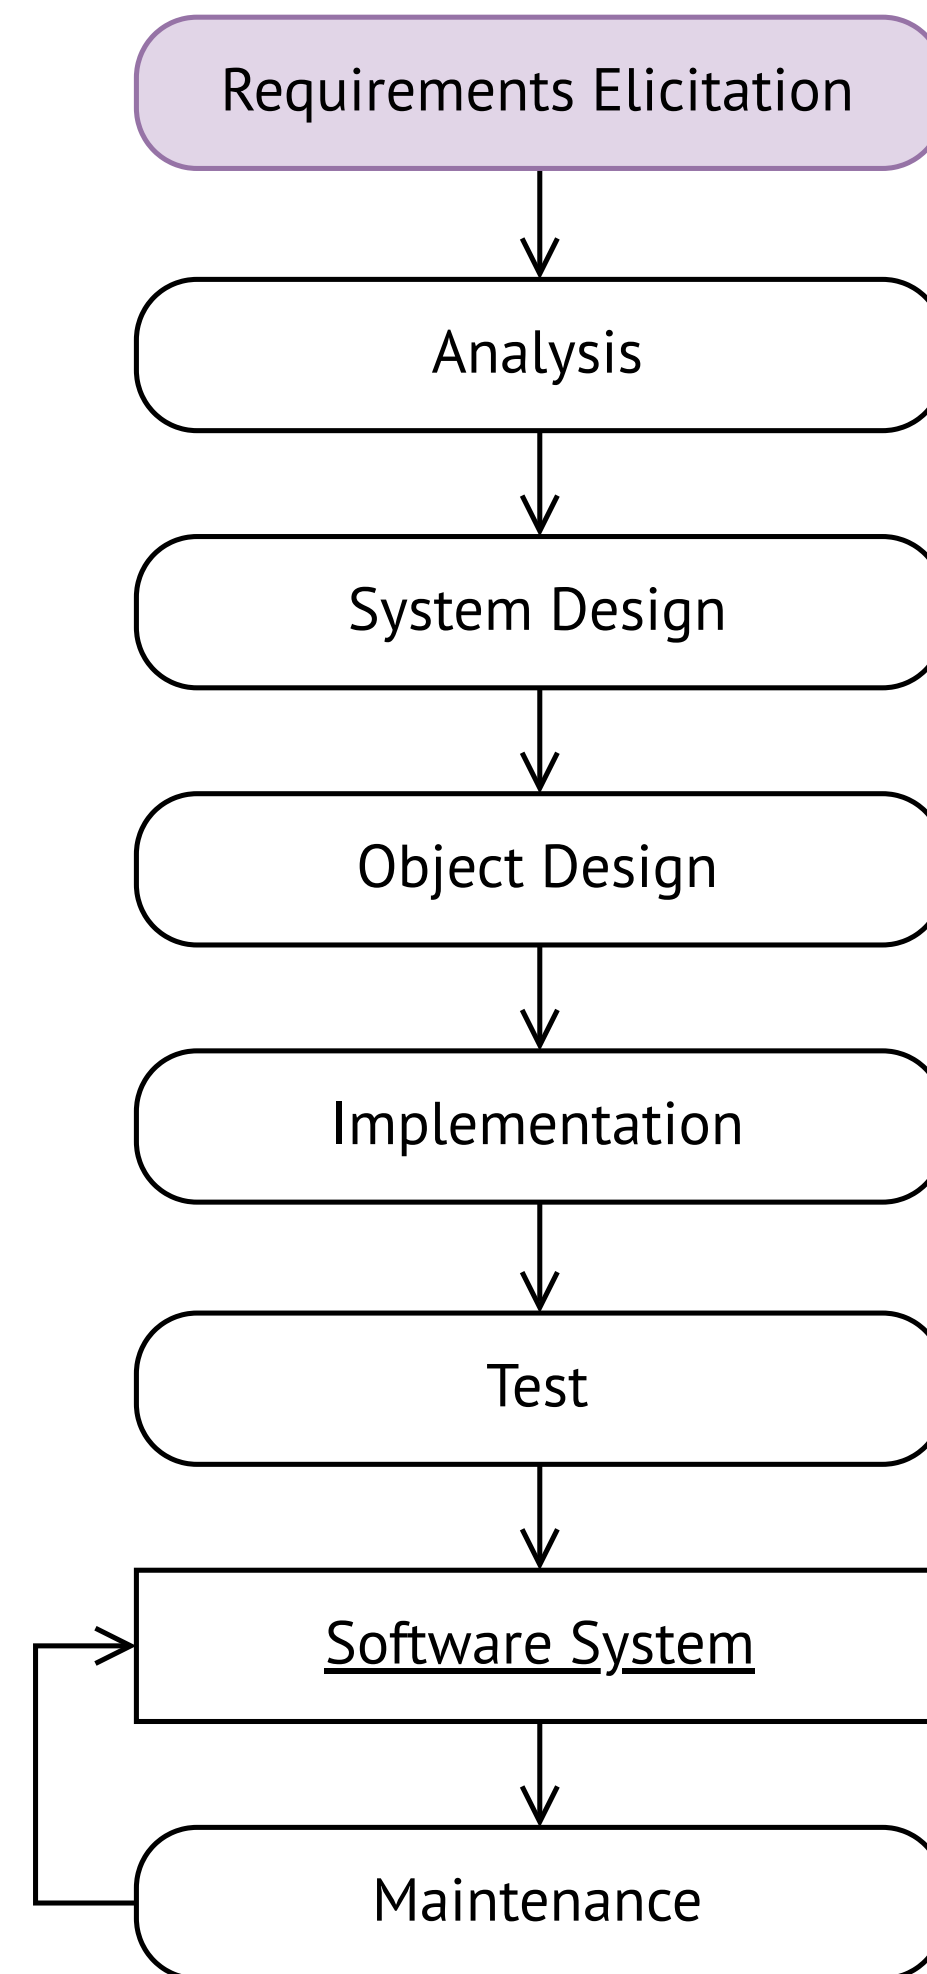 Requirements Elicitation
Analysis
System Design
Object Design
Implementation
Test
Software System
Maintenance